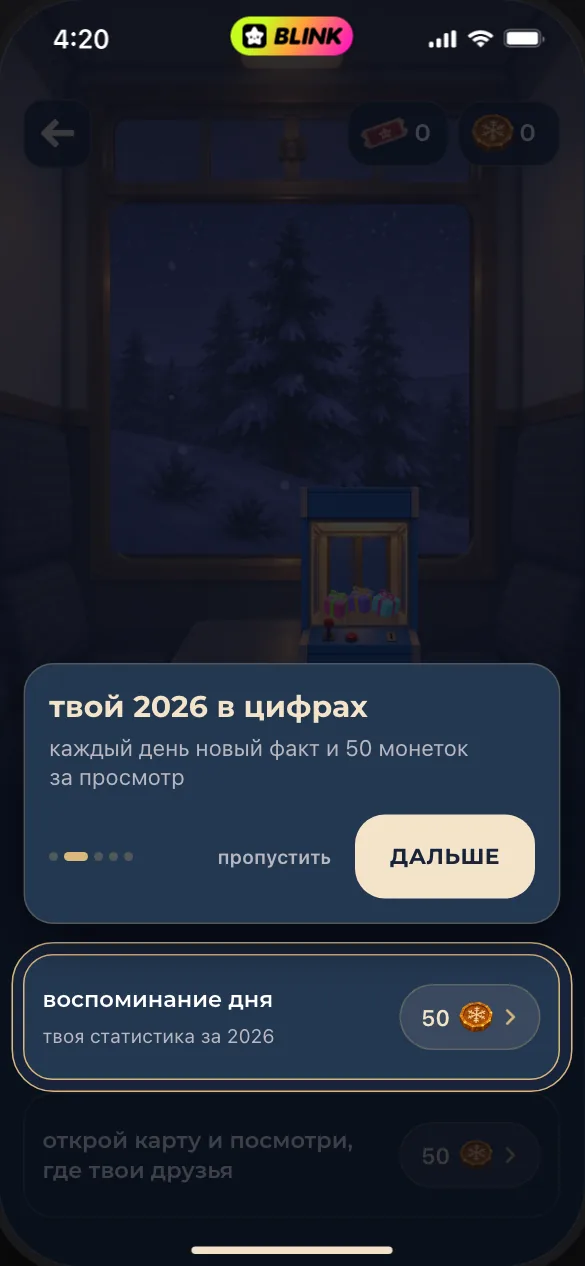 4:20
BLINK
0
0
твой 2026 в цифрах
каждый день новый факт и 50 монеток
за просмотр
пропустить
ДАЛЬШЕ
воспоминание дня
твоя статистика за 2026
50
открой карту и посмотри,
где твои друзья
50